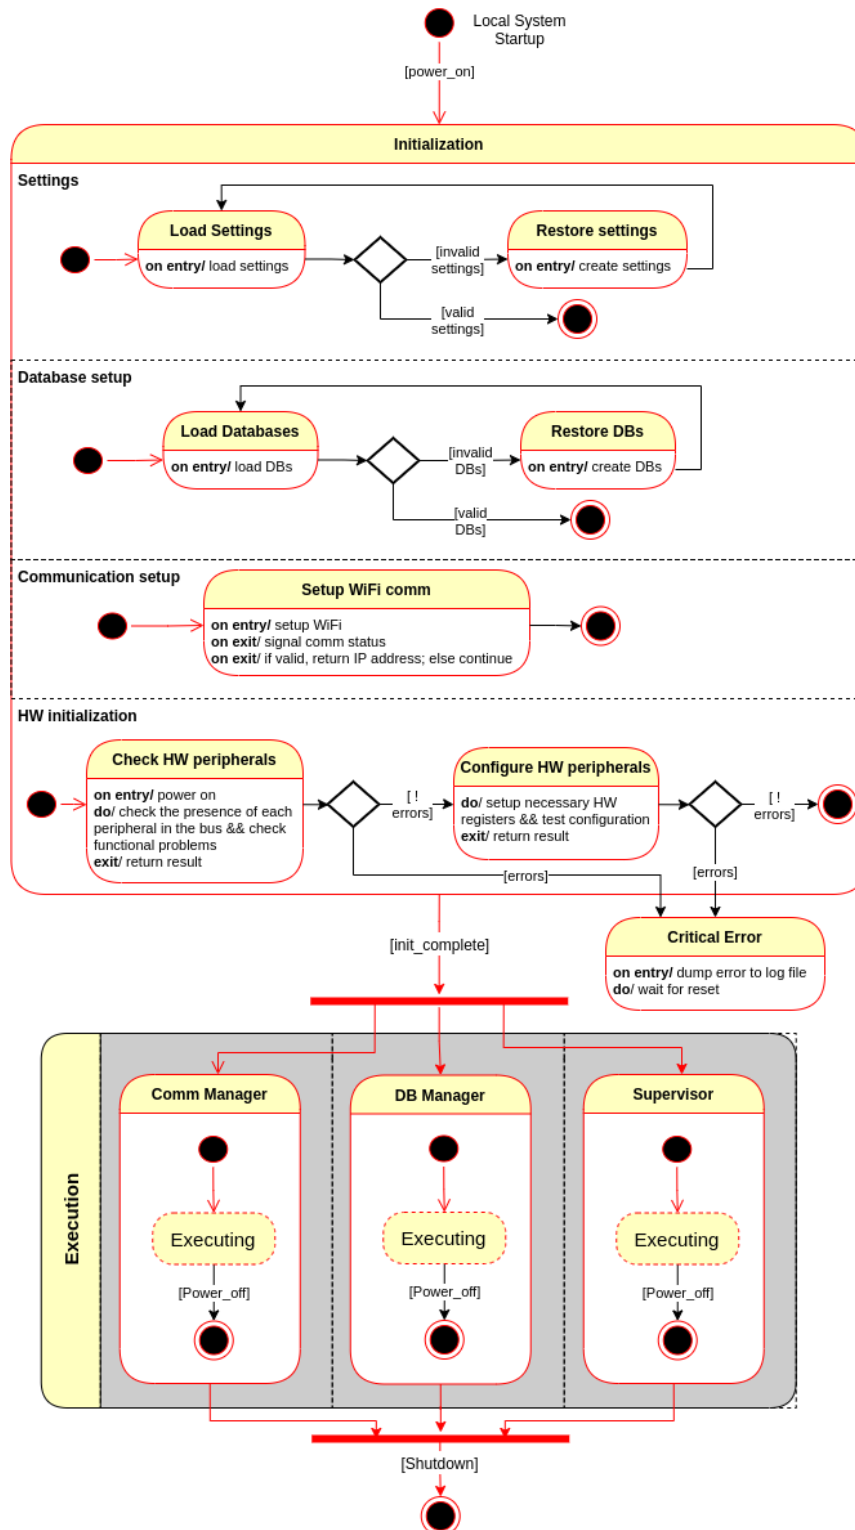 Local System
Startup
[power_on]
Initialization
Settings
Load Settings
on entry/ load settings
[invalid
settings]
Restore settings
on entry/ create settings
[valid
settings]
Database setup
Load Databases
on entry/ load DBs
[invalid
DBs]
Restore DBs
on entry/ create DBs
[valid
DBs]
Communication setup
Setup WiFi comm
on entry/ setup WiFi
on exit/ signal comm status
on exit/ if valid, return IP address; else continue
HW initialization
Check HW peripherals
on entry/ power on
do/ check the presence of each
peripheral in the bus && check
functional problems
exit/ return result
[ !
errors]
Configure HW peripherals
do/ setup necessary HW
registers && test configuration
exit/ return result
[ !
errors]
[errors]
[errors]
Critical Error
on entry/ dump error to log file
do/ wait for reset
[init_complete]
Execution
Comm Manager
Executing
[Power_off]
DB Manager
Executing
[Power_off]
Supervisor
Executing
[Power_off]
[Shutdown]